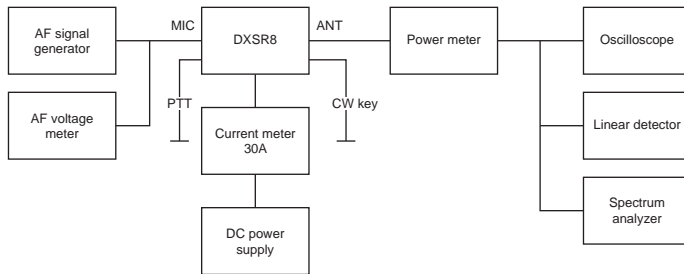 AF signal
generator
MIC
DXSR8
ANT
Power meter
Oscilloscope
AF voltage
meter
PTT
CW key
Current meter
30A
Linear detector
DC power
supply
Spectrum
analyzer